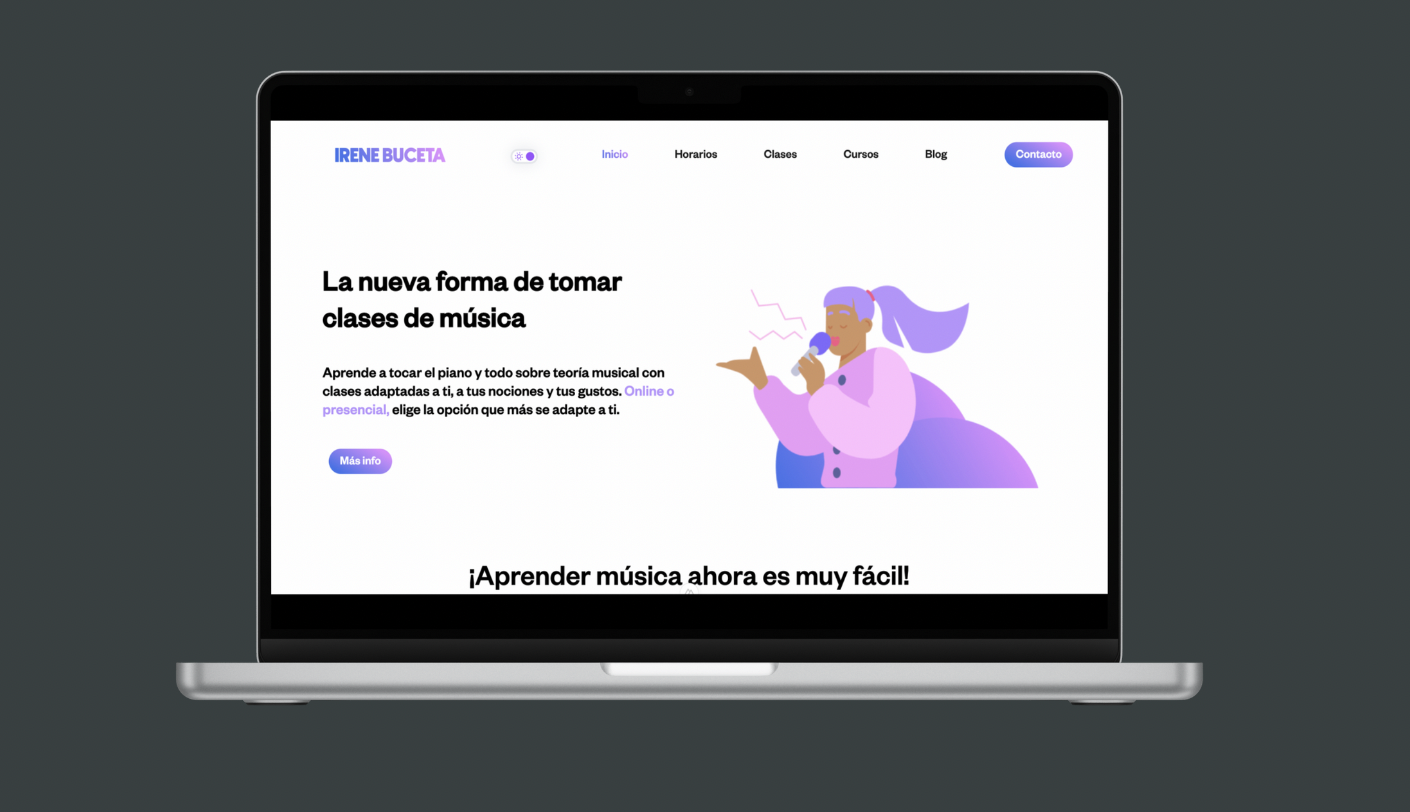 IRENE BUCETA
Inicio
Horarios
Clases
Cursos
Blog
Contacto
La nueva forma de tomar
clases de música
Aprende a tocar el piano y todo sobre teoría musical con
clases adaptadas a ti, a tus nociones y tus gustos. Online o
presencial, elige la opción que más se adapte a ti.
Más info
¡Aprender música ahora es muy fácil!